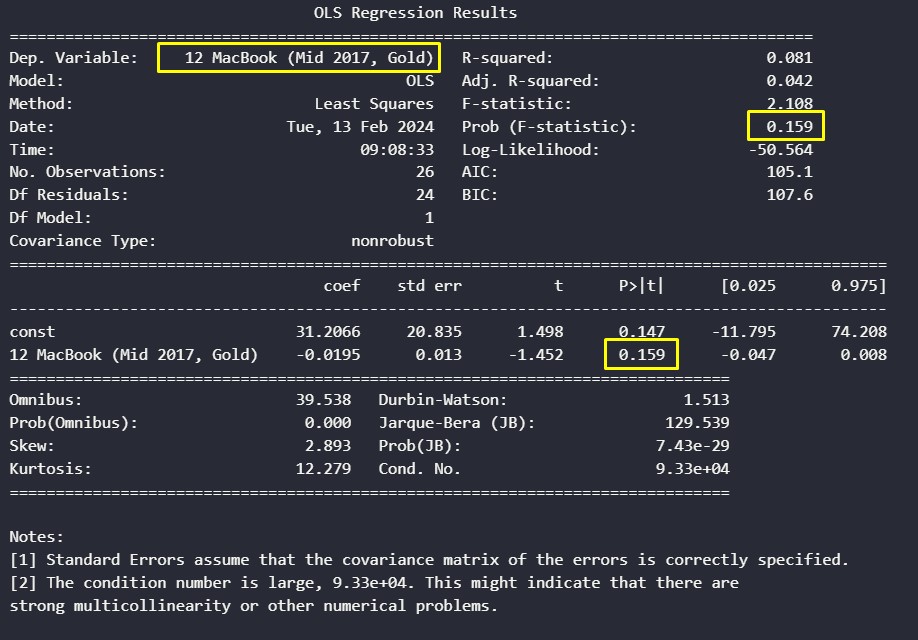 OLS Regression Results
==============================================================================
Dep. Variable: 12 MacBook (Mid 2017, Gold) R-squared: 0.081
Model: OLS Adj. R-squared: 0.042
Method: Least Squares F-statistic: 2.108
Date: Tue, 13 Feb 2024 Prob (F-statistic): 0.159
Time: 09:08:33 Log-Likelihood: -50.564
No. Observations: 26 AIC: 105.1
Df Residuals: 24 BIC: 107.6
Df Model: 1
Covariance Type: nonrobust
==============================================================================
coef std err t P>|t| [0.025 0.975]
------------------------------------------------------------------------------
const 31.2066 20.835 1.498 0.147 -11.795 74.208
12 MacBook (Mid 2017, Gold) -0.0195 0.013 -1.452 0.159 -0.047 0.008
==============================================================================
Omnibus: 39.538 Durbin-Watson: 1.513
Prob(Omnibus): 0.000 Jarque-Bera (JB): 129.539
Skew: 2.893 Prob(JB): 7.43e-29
Kurtosis: 12.279 Cond. No. 9.33e+04
==============================================================================
Notes:
[1] Standard Errors assume that the covariance matrix of the errors is correctly specified.
[2] The condition number is large, 9.33e+04. This might indicate that there are
strong multicollinearity or other numerical problems.